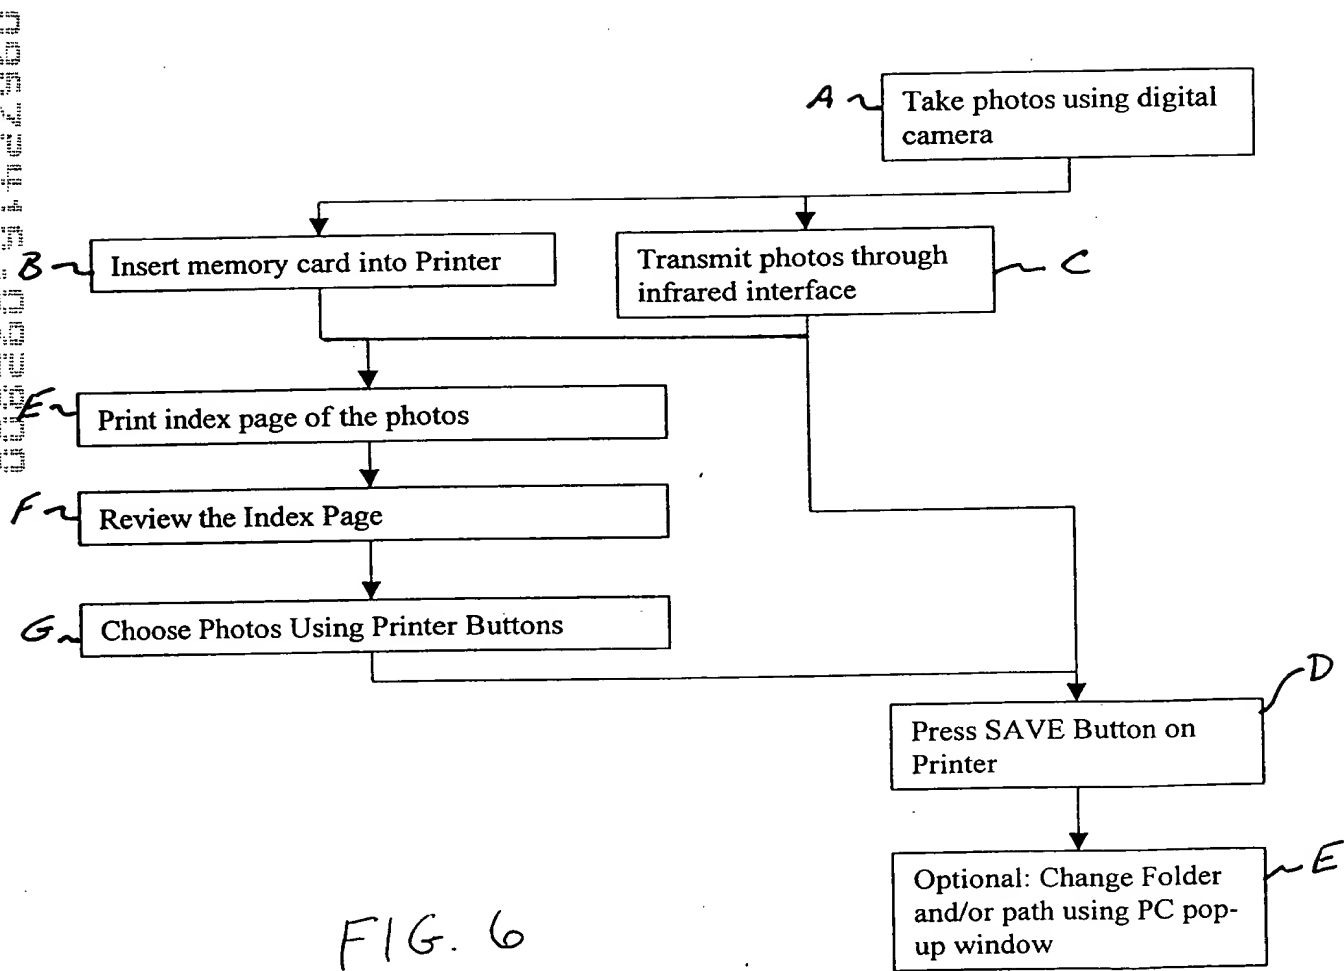 A
Take photos using digital
camera
B
Insert memory card into Printer
Transmit photos through
infrared interface
C
E
Print index page of the photos
F
Review the Index Page
G
Choose Photos Using Printer Buttons
D
Press SAVE Button on
Printer
E
Optional: Change Folder
and/or path using PC pop-
up window
FIG. 6